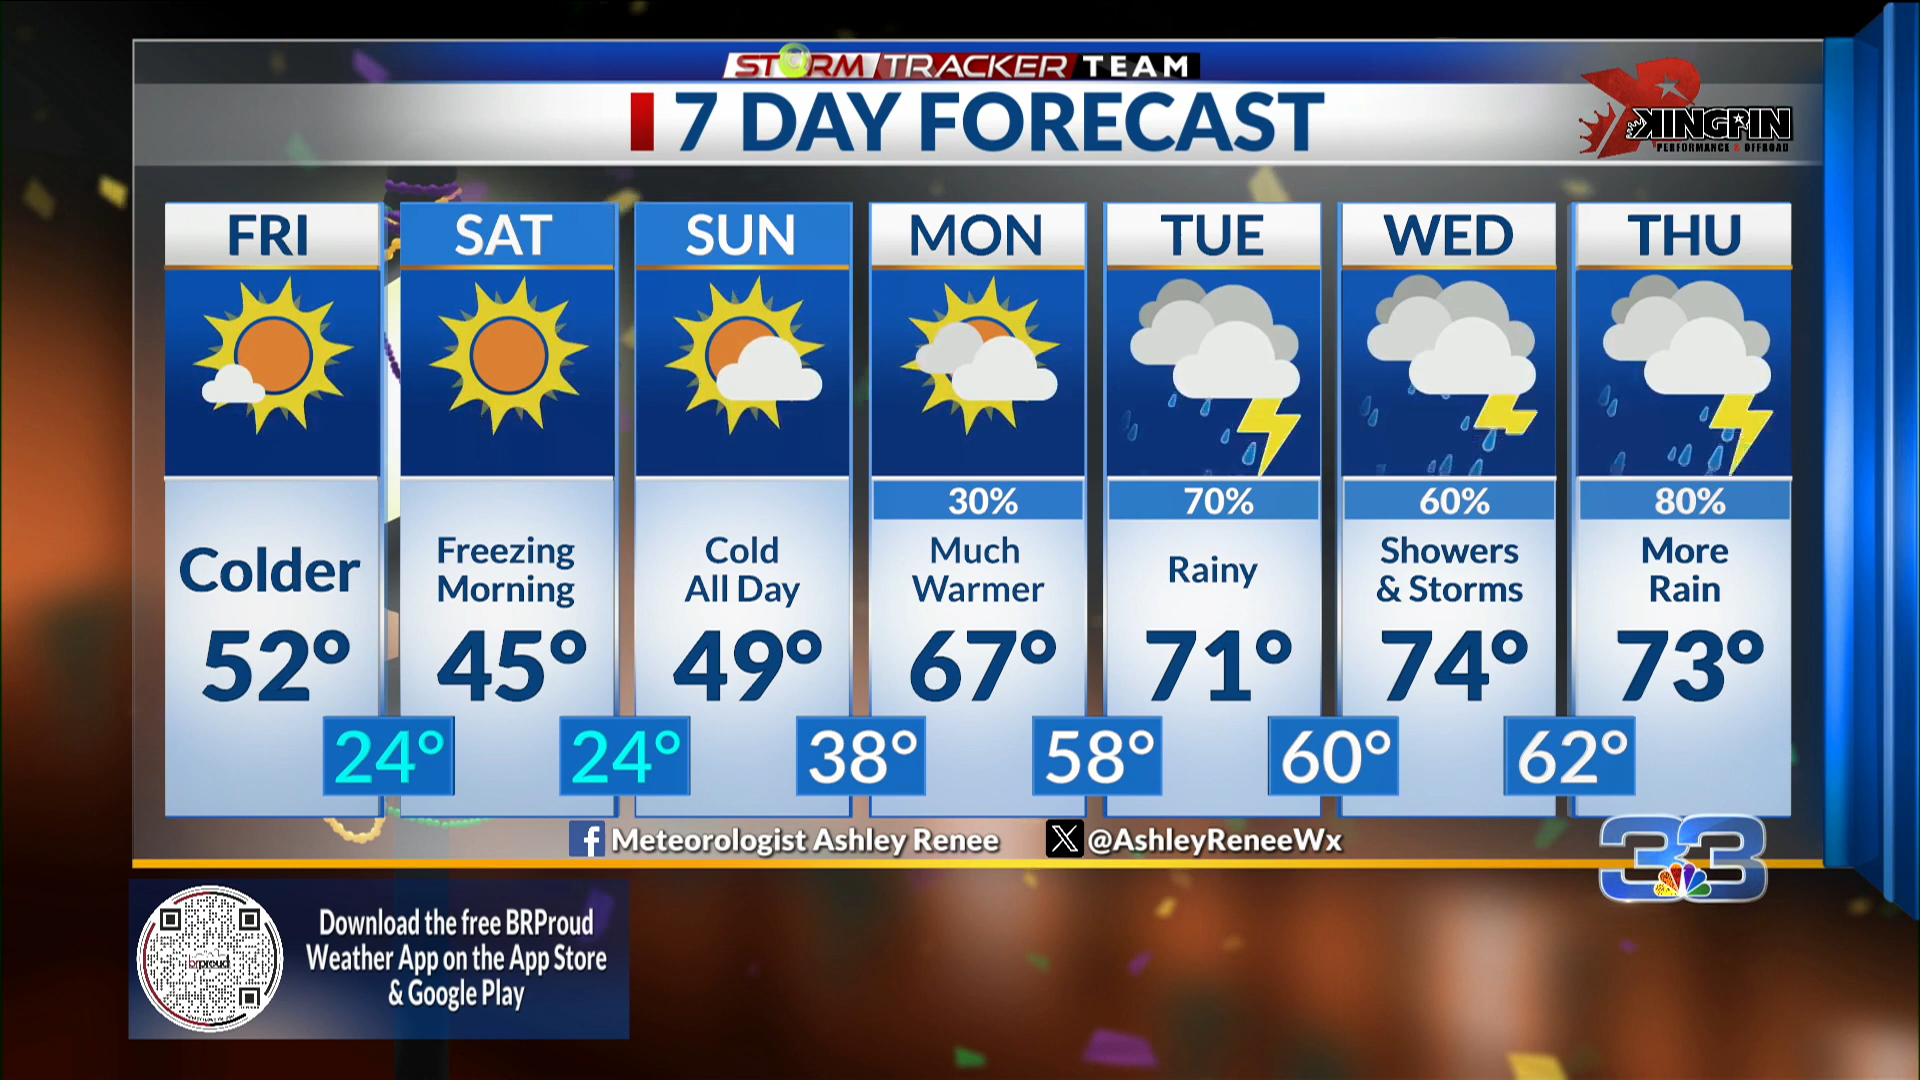 STORM TRACKER TEAM
7 DAY FORECAST
KINGPIN
PERFORMANCE & OFFROAD
FRI SAT SUN MON TUE WED THU
30% 70% 60% 80%
Colder
Freezing
Morning
Cold
All Day
Much
Warmer
Rainy
Showers
& Storms
More
Rain
52° 45° 49° 67° 71° 74° 73°
24° 24° 38° 58° 60° 62°
Meteorologist Ashley Renee
@AshleyReneeWx
33
brproud
Download the free BRProud
Weather App on the App Store
& Google Play